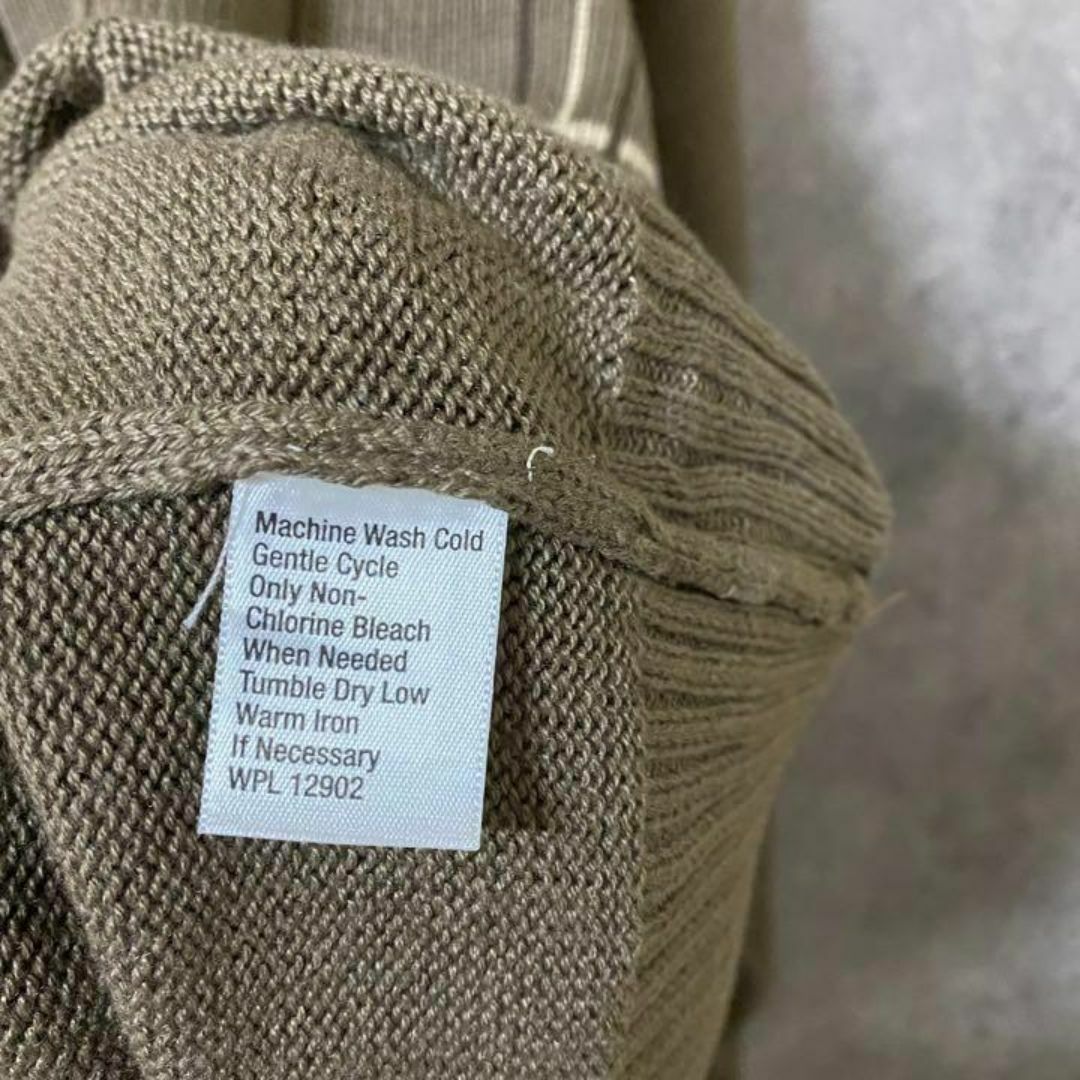 Machine Wash Cold
Gentle Cycle
Only Non-
Chlorine Bleach
When Needed
Tumble Dry Low
Warm Iron
If Necessary
WPL 12902